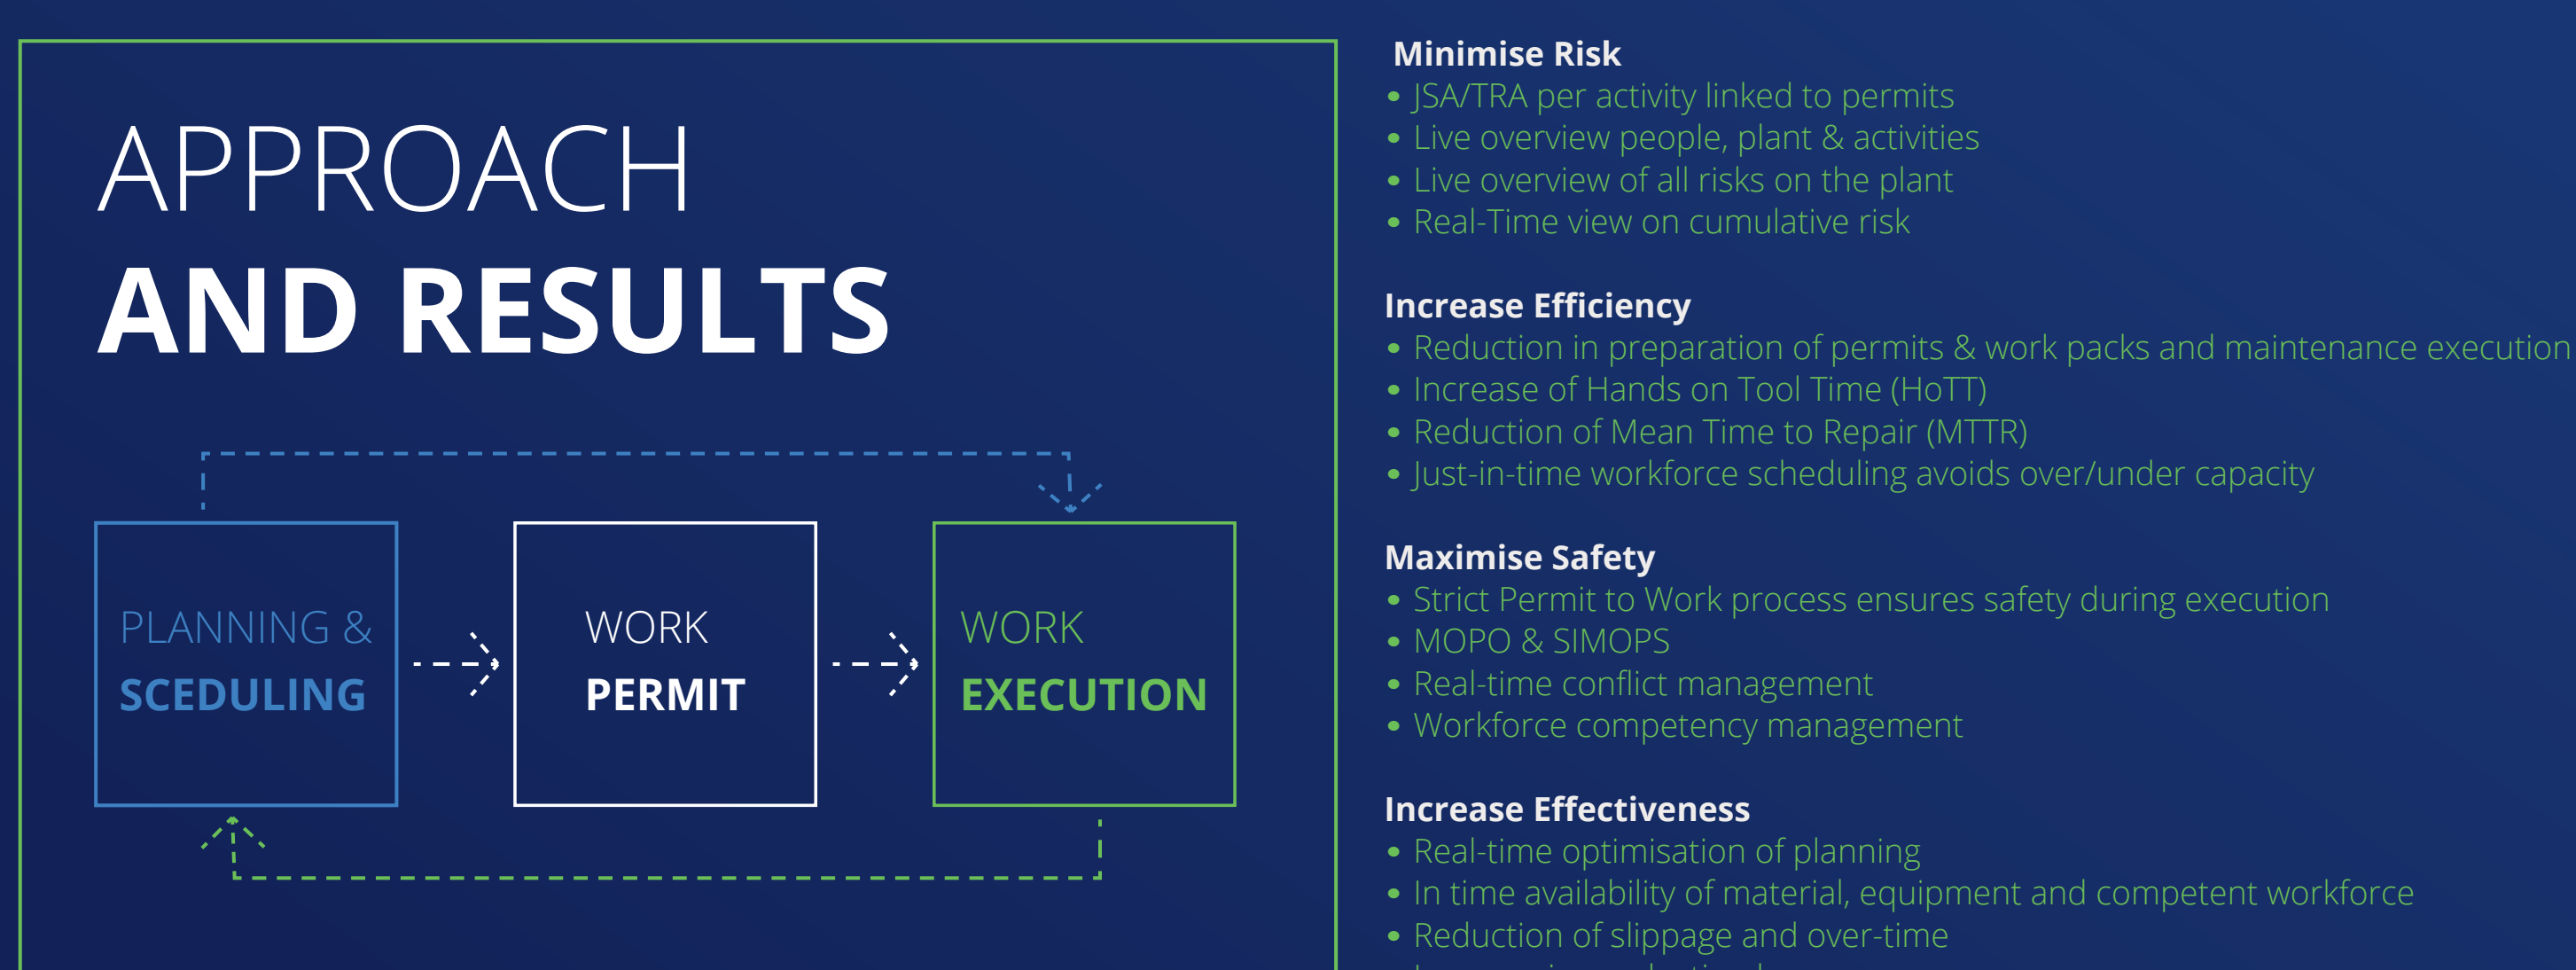 APPROACH
AND RESULTS
PLANNING &
SCEDULING
WORK
PERMIT
WORK
EXECUTION
Minimise Risk
• JSA/TRA per activity linked to permits
• Live overview people, plant & activities
• Live overview of all risks on the plant
• Real-Time view on cumulative risk
Increase Efficiency
• Reduction in preparation of permits & work packs and maintenance execution
• Increase of Hands on Tool Time (HoTT)
• Reduction of Mean Time to Repair (MTTR)
• Just-in-time workforce scheduling avoids over/under capacity
Maximise Safety
• Strict Permit to Work process ensures safety during execution
• MOPO & SIMOPS
• Real-time conflict management
• Workforce competency management
Increase Effectiveness
• Real-time optimisation of planning
• In time availability of material, equipment and competent workforce
• Reduction of slippage and over-time